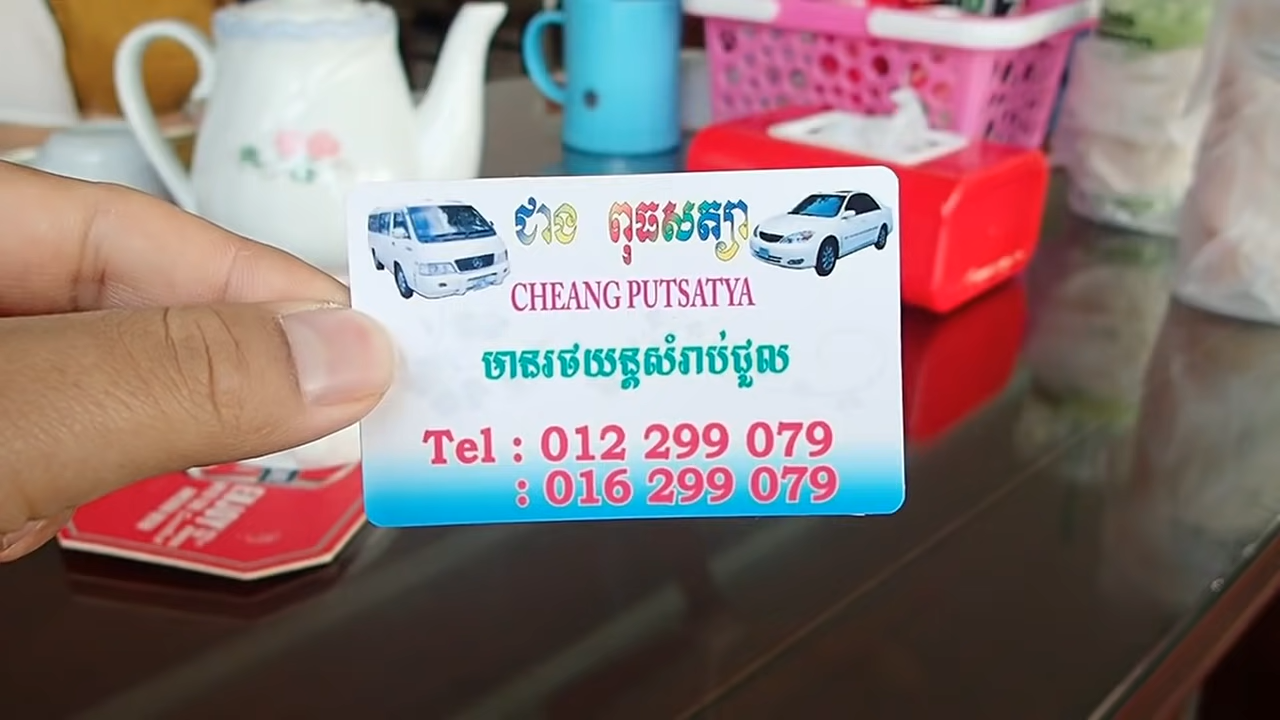 ជាង ពុធសត្យា
CHEANG PUTSATYA
មានរថយន្តសំរាប់ជួល
Tel : 012 299 079
: 016 299 079
ENJOY